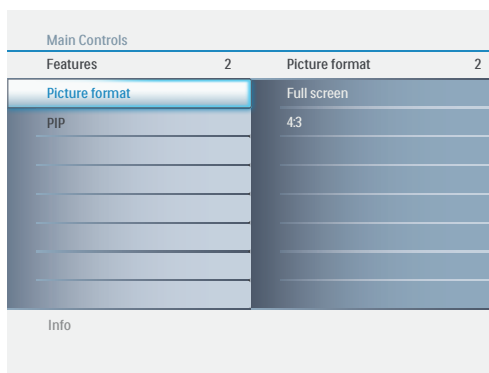 Main Controls
Features 2 Picture format 2
Picture format Full screen
PIP 4:3
Info